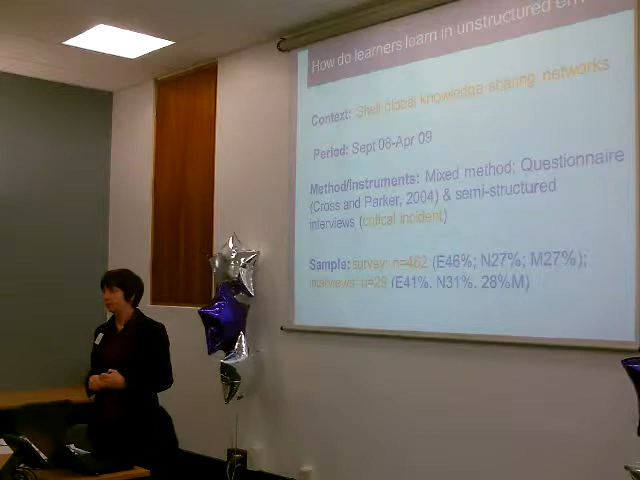 How do learners learn in unstructured
Context: Shell global knowledge sharing networks
Period: Sept 08-Apr 09
Method/instruments: Mixed method; Questionnaire
(Cross and Parker, 2004) & semi-structured
interviews (critical incident)
Sample: survey: n=462 (E46%; N27%; M27%);
interviews: n=29 (E41%. N31%. 28%M)